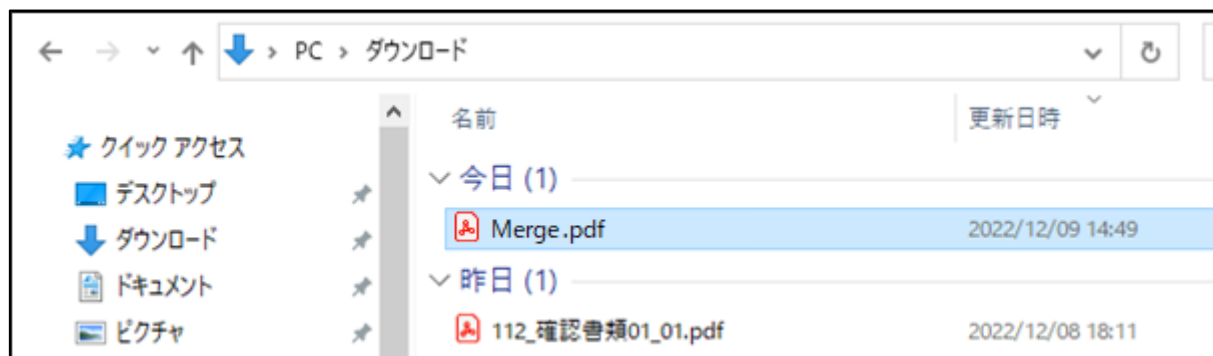 PC › ダウンロード
名前 更新日時
クイック アクセス
今日 (1)
デスクトップ
Merge.pdf 2022/12/09 14:49
ダウンロード
昨日 (1)
ドキュメント
112_確認書類01_01.pdf 2022/12/08 18:11
ピクチャ